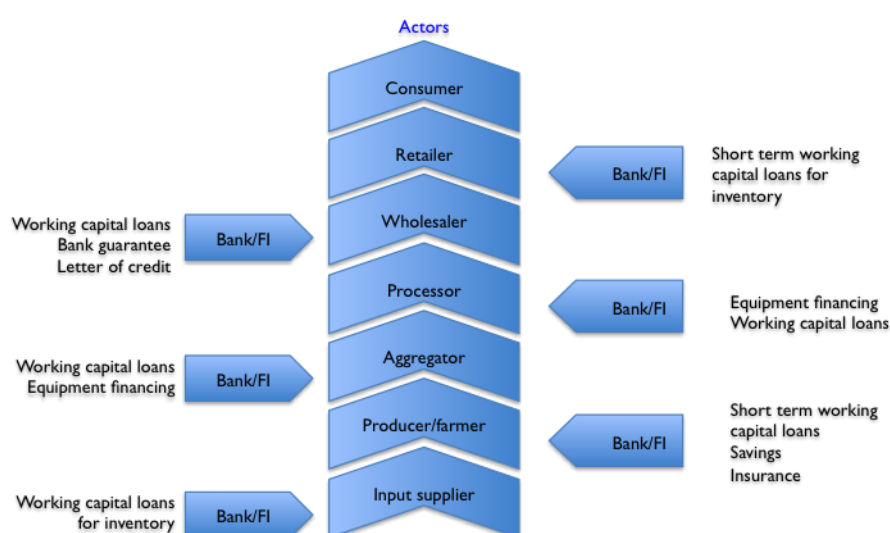 Actors
Consumer
Retailer
Bank/FI
Short term working
capital loans for
inventory
Working capital loans
Bank guarantee
Letter of credit
Bank/FI
Wholesaler
Processor
Bank/FI
Equipment financing
Working capital loans
Working capital loans
Equipment financing
Bank/FI
Aggregator
Producer/farmer
Bank/FI
Short term working
capital loans
Savings
Insurance
Working capital loans
for inventory
Bank/FI
Input supplier